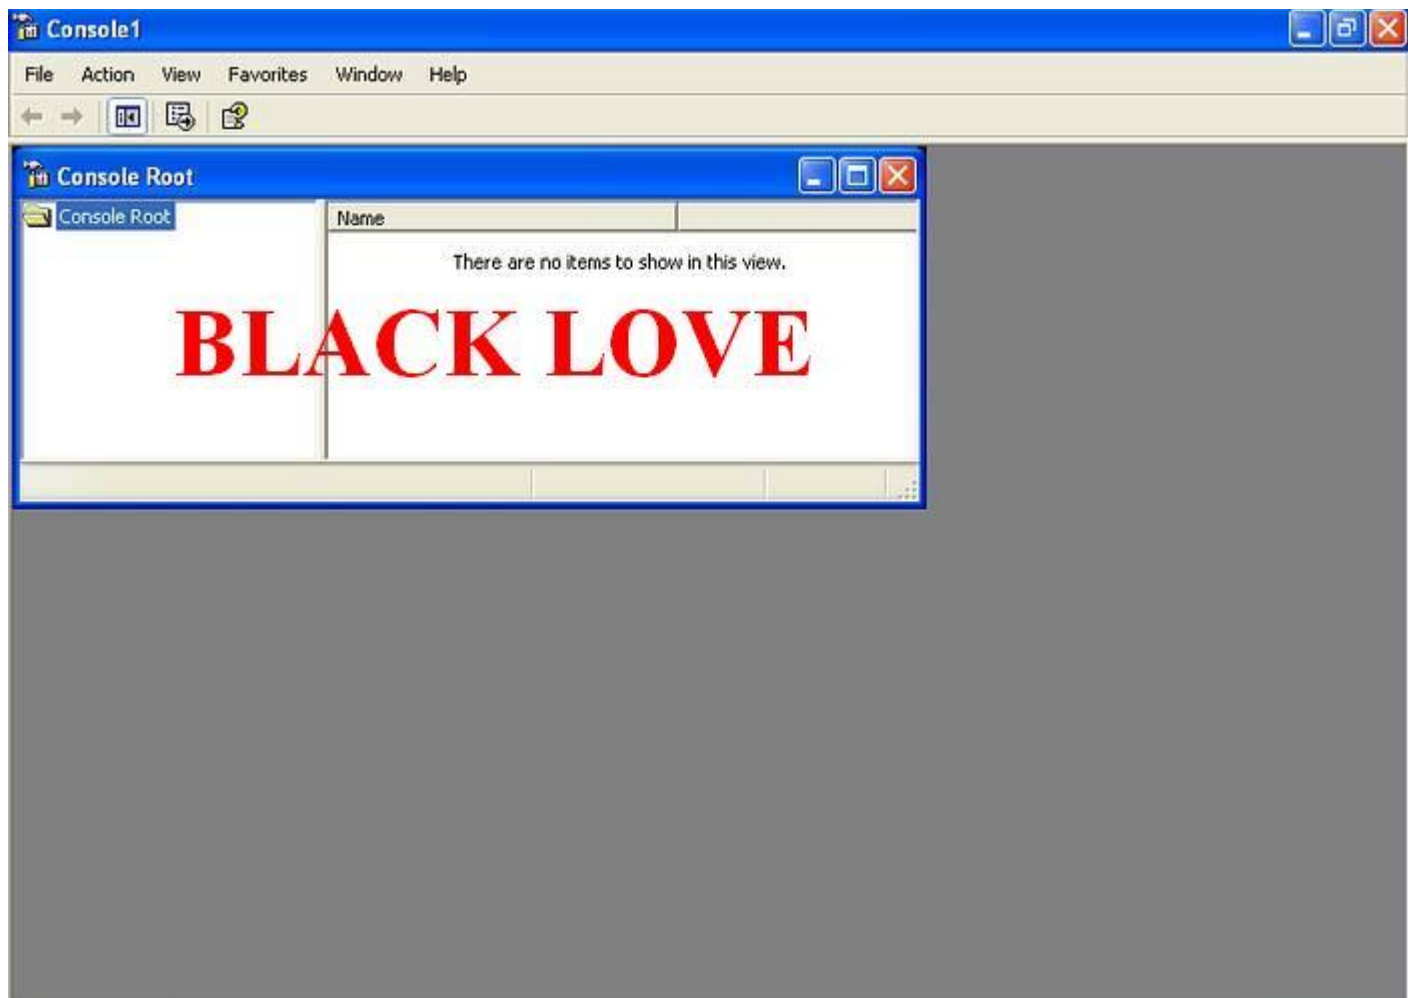 Console1
File Action View Favorites Window Help
Console Root
Console Root
Name
There are no items to show in this view.
BLACK LOVE